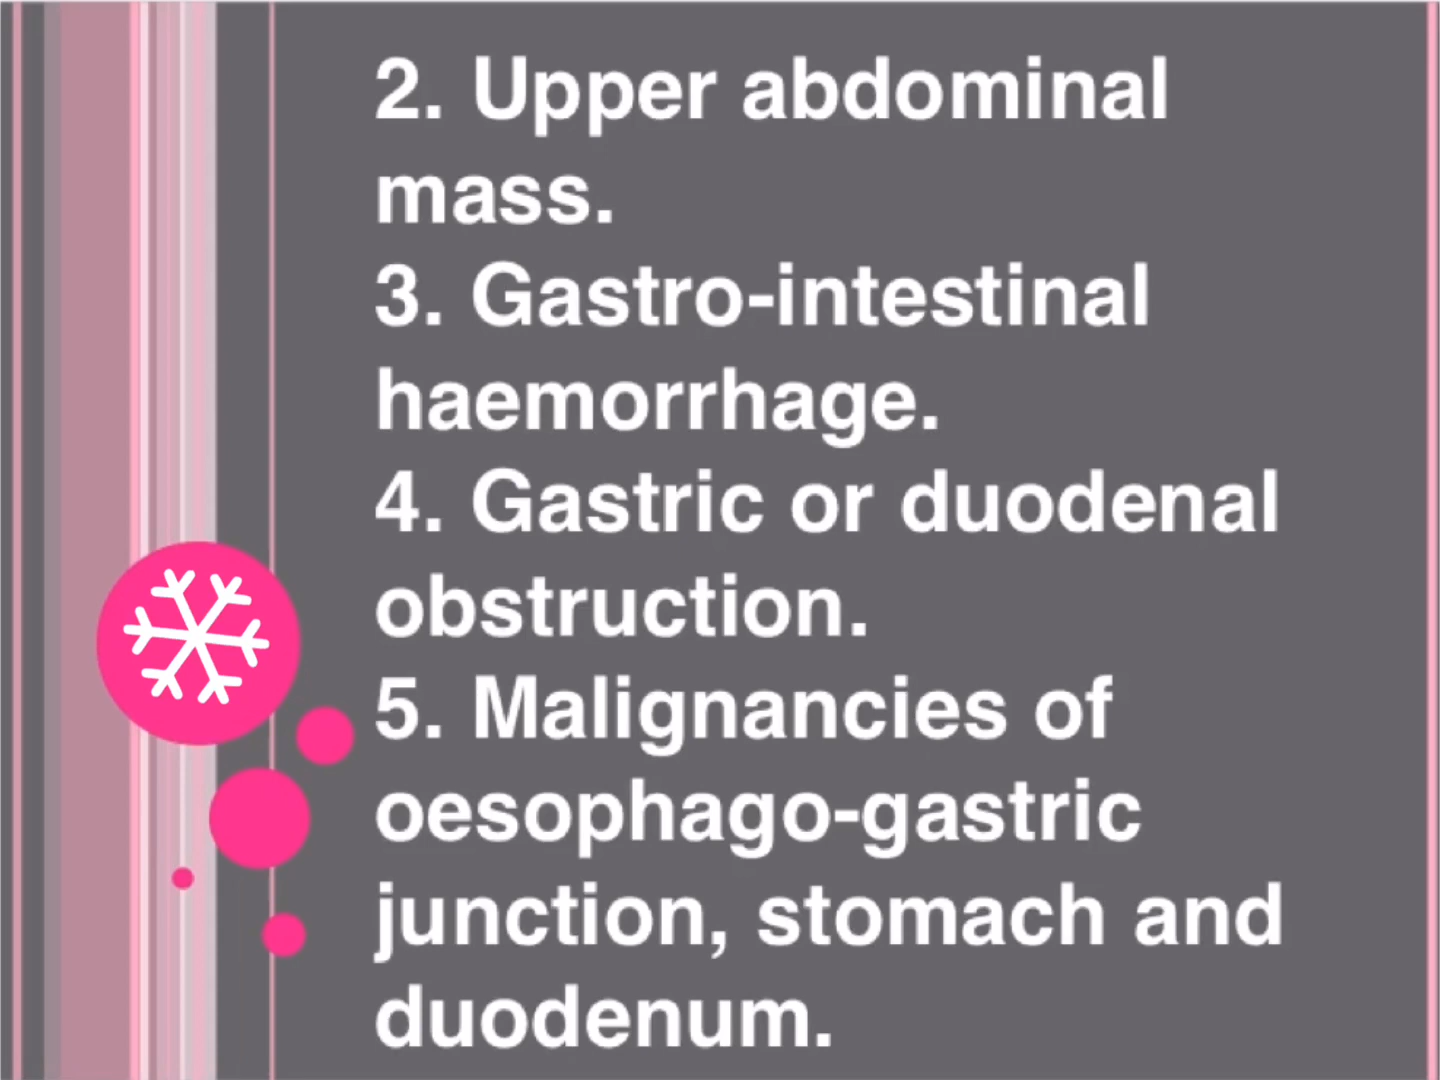 2. Upper abdominal
mass.
3. Gastro-intestinal
haemorrhage.
4. Gastric or duodenal
obstruction.
5. Malignancies of
oesophago-gastric
junction, stomach and
duodenum.